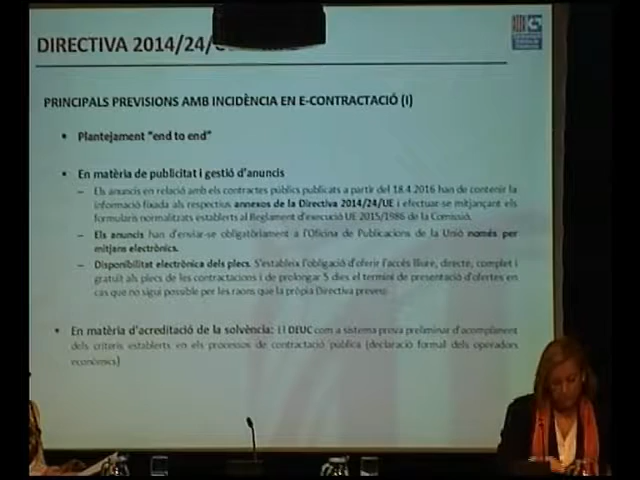 DIRECTIVA 2014/24/
PRINCIPALS PREVISIONS AMB INCIDÈNCIA EN E-CONTRACTACIÓ (I)
• Plantejament "end to end"
• En matèria de publicitat i gestió d'anuncis
– Els anuncis en relació amb els contractes públics publicats a partir del 18.4.2016 han de contenir la
informació fixada als respectius annexos de la Directiva 2014/24/UE i efectuar-se mitjançant els
formularis normalitzats establerts al Reglament d'execució UE 2015/1986 de la Comissió.
– Els anuncis han d'enviar-se obligatòriament a l'Oficina de Publicacions de la Unió només per
mitjans electrònics.
– Disponibilitat electrònica dels plecs. S'estableix l'obligació d'oferir l'accés lliure, directe, complet i
gratuït als plecs de les contractacions i de prolongar 5 dies el termini de presentació d'ofertes en
cas que no sigui possible per les raons que la pròpia Directiva preveu.
• En matèria d'acreditació de la solvència: El DEUC com a sistema prova preliminar d'acompliment
dels criteris establerts en els processos de contractació pública (declaració formal dels operadors
econòmics)